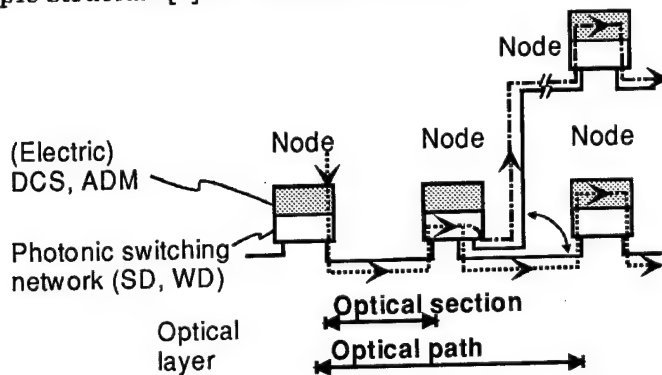 Node
(Electric)
DCS, ADM
Node
Node
Node
Photonic switching
network (SD, WD)
Optical section
Optical
layer
Optical path